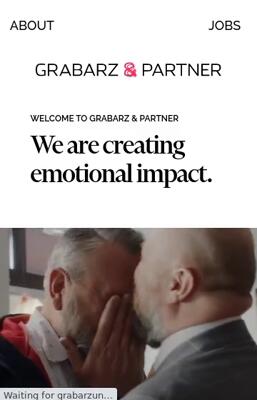 ABOUT JOBS
GRABARZ & PARTNER
WELCOME TO GRABARZ & PARTNER
We are creating
emotional impact.
Waiting for grabarzun...